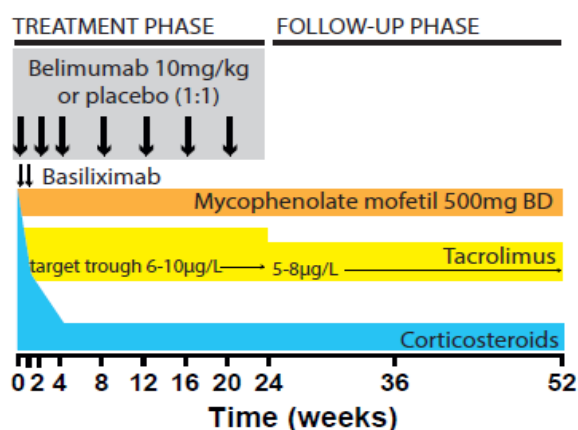 TREATMENT PHASE FOLLOW-UP PHASE
Belimumab 10mg/kg
or placebo (1:1)
Basiliximab
Mycophenolate mofetil 500mg BD
Tacrolimus
target trough 6-10µg/L 5-8µg/L
Corticosteroids
0 2 4 8 12 16 20 24 36 52
Time (weeks)